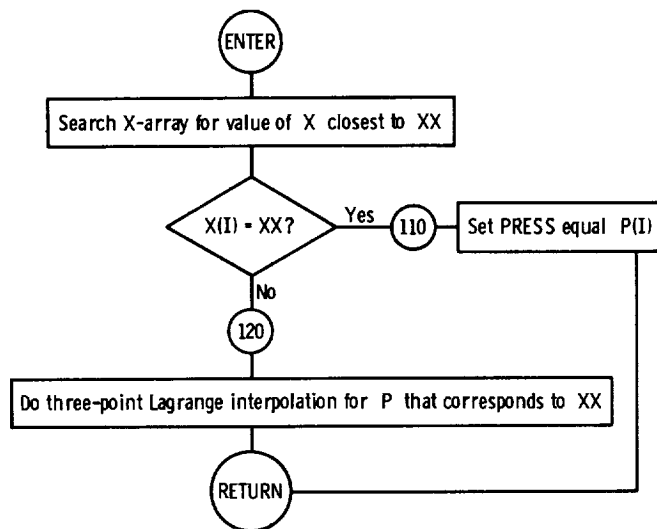 ENTER
Search X-array for value of X closest to XX
X(I) = XX?
Yes
110
Set PRESS equal P(I)
No
120
Do three-point Lagrange interpolation for P that corresponds to XX
RETURN